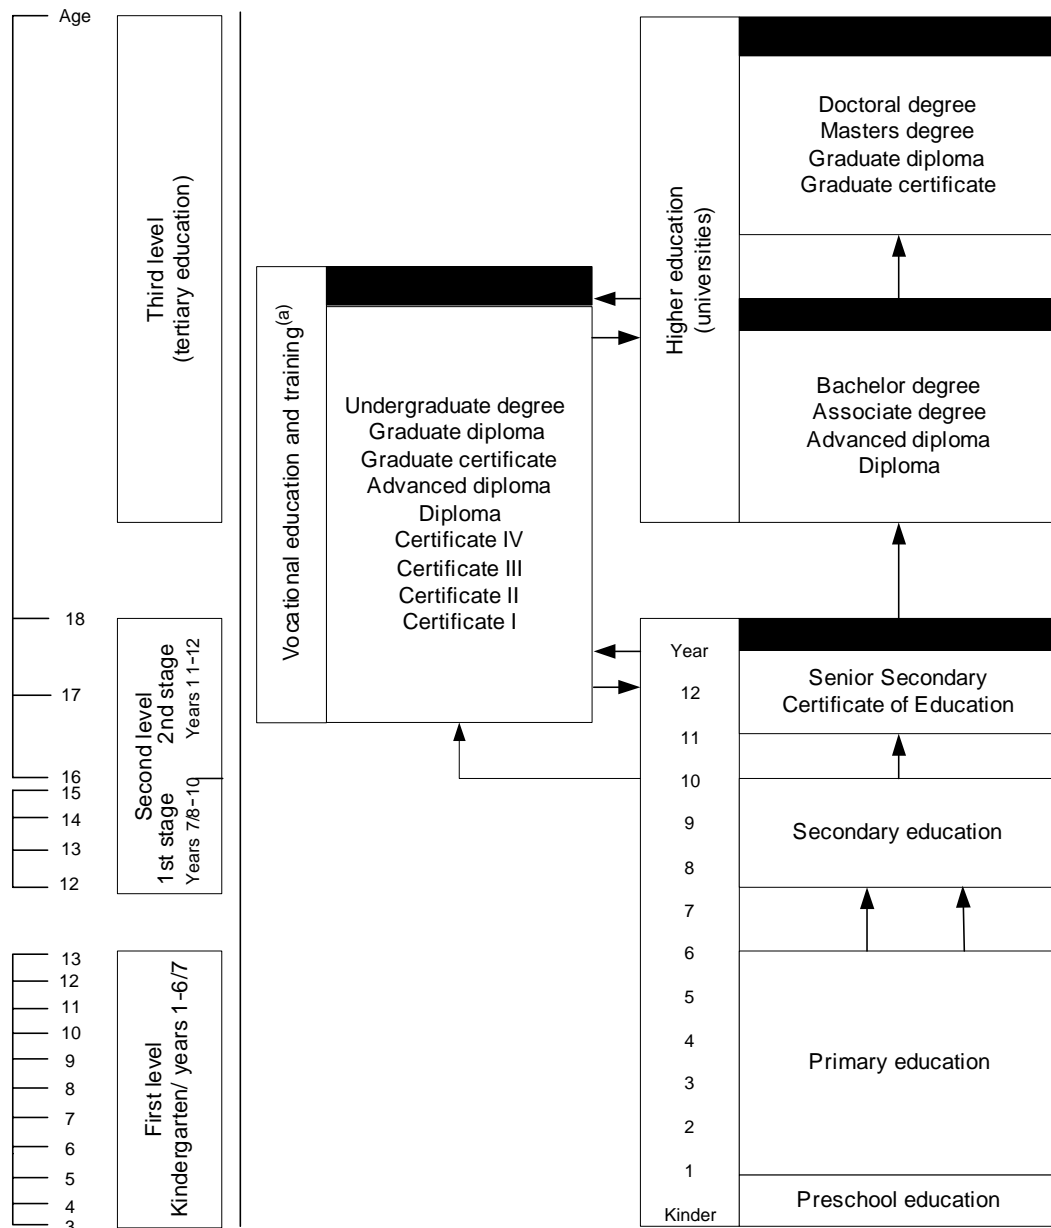 Age
18
17
16
15
14
13
12
13
12
11
10
9
8
7
6
5
4
3
Third level
(tertiary education)
Second level
1st stage 2nd stage
Years 7/8–10 Years 11–12
First level
Kindergarten/ years 1-6/7
Vocational education and training(a)
Undergraduate degree
Graduate diploma
Graduate certificate
Advanced diploma
Diploma
Certificate IV
Certificate III
Certificate II
Certificate I
Higher education
(universities)
Doctoral degree
Masters degree
Graduate diploma
Graduate certificate
Bachelor degree
Associate degree
Advanced diploma
Diploma
Year
12
11
10
9
8
7
6
5
4
3
2
1
Kinder
Senior Secondary
Certificate of Education
Secondary education
Primary education
Preschool education